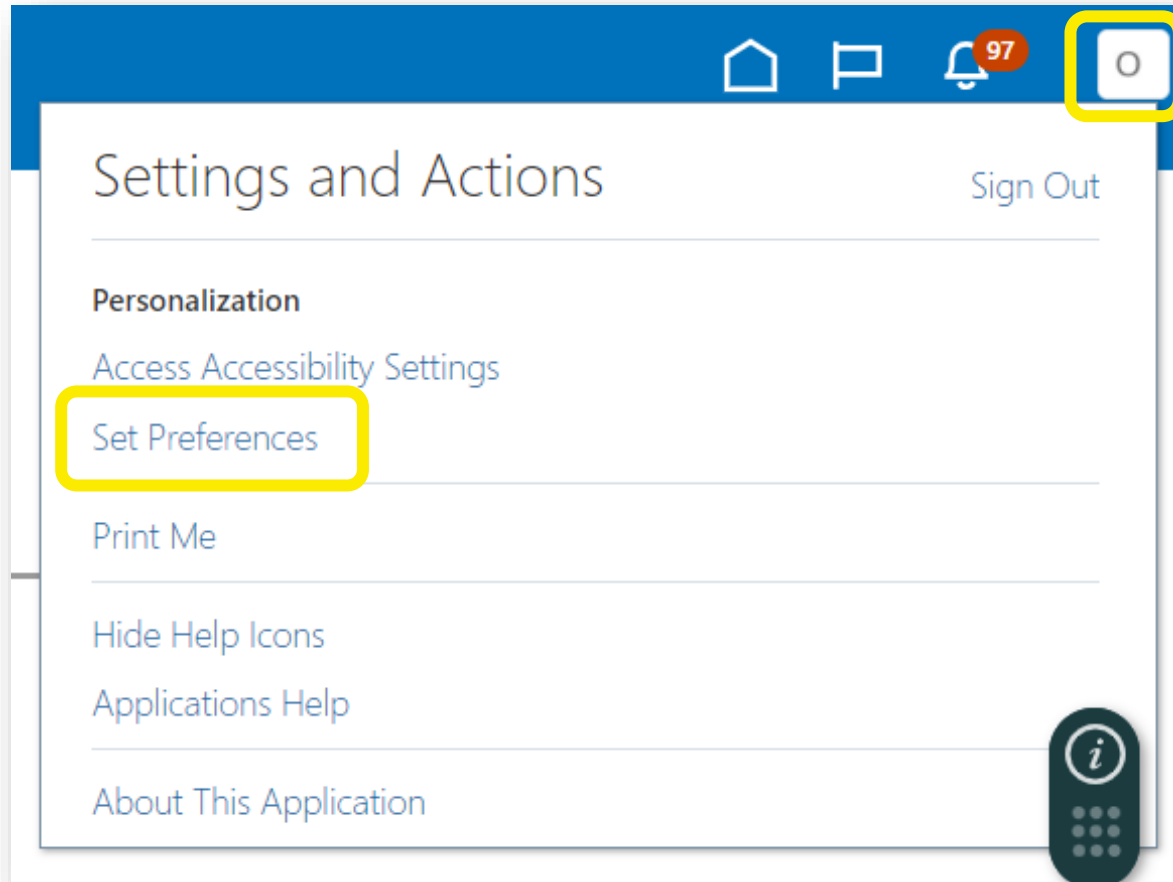 97
O
Settings and Actions
Sign Out
Personalization
Access Accessibility Settings
Set Preferences
Print Me
Hide Help Icons
Applications Help
i
About This Application